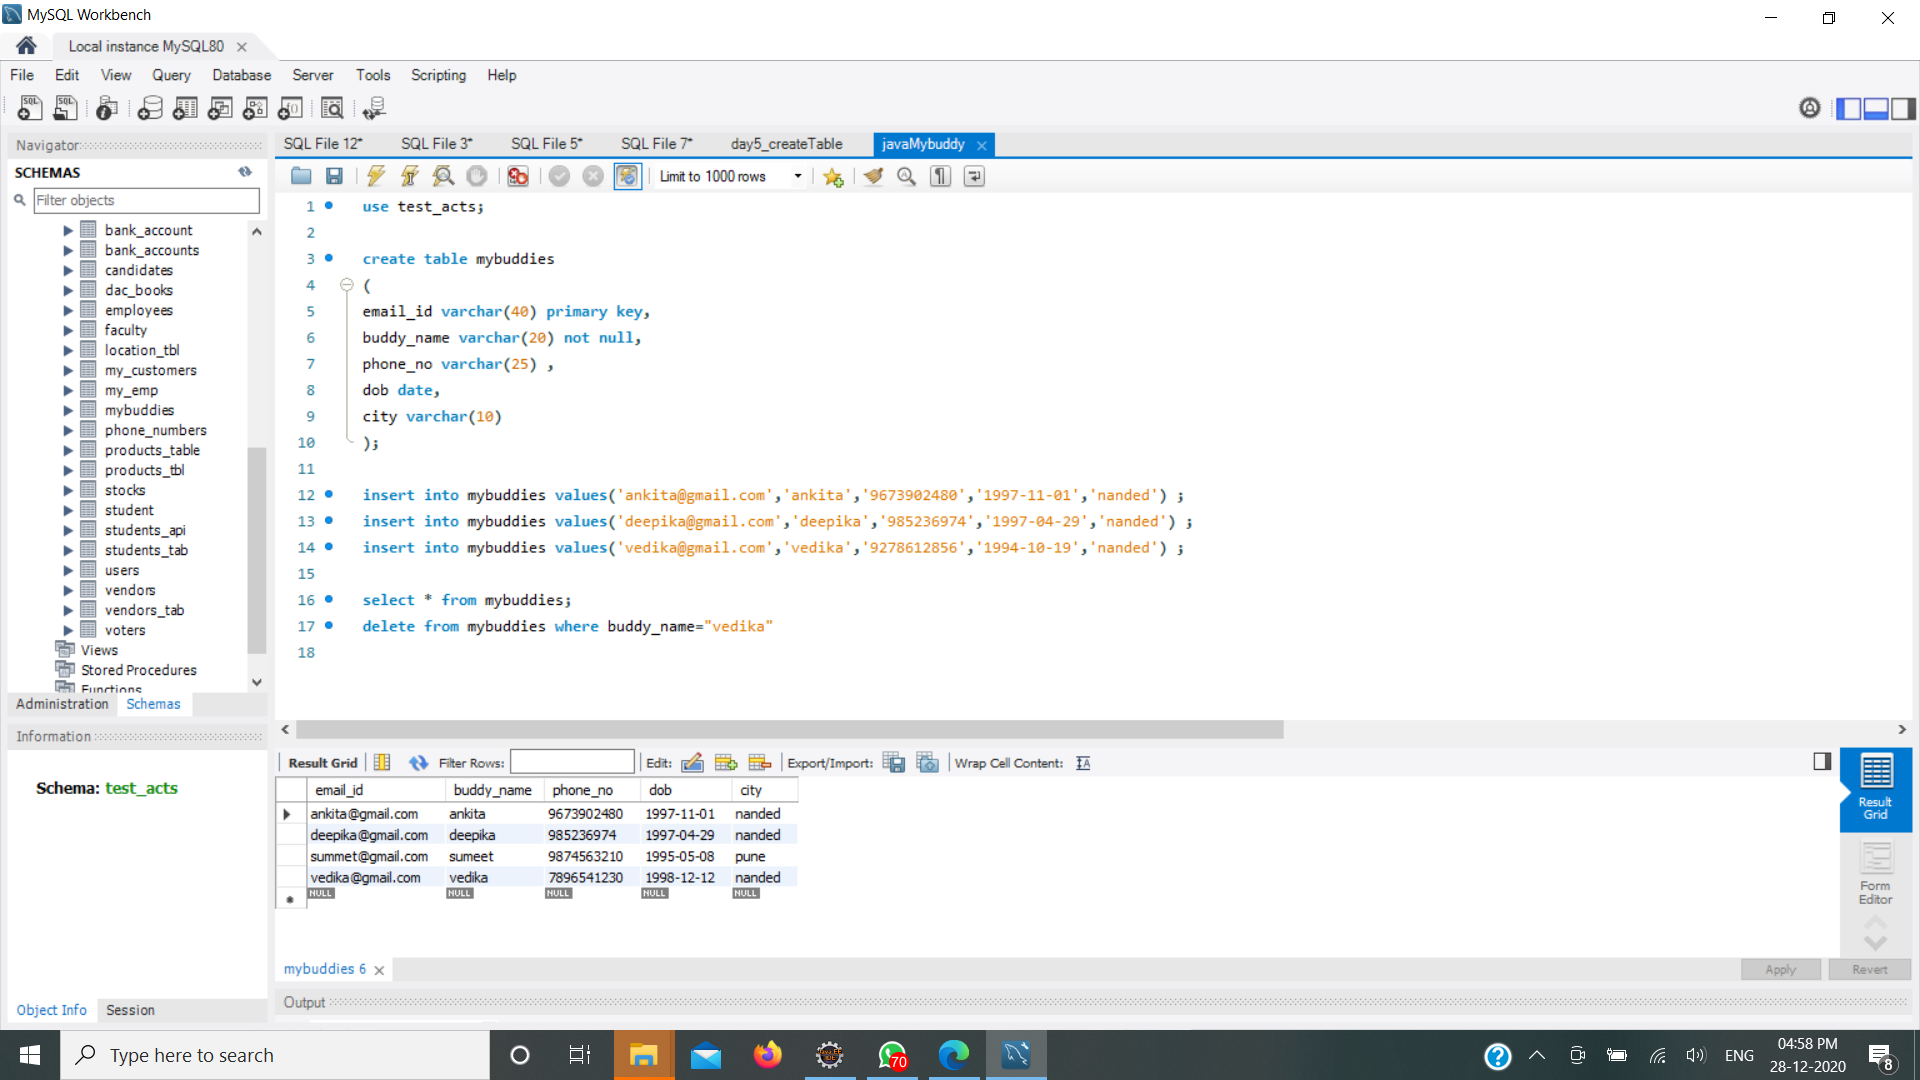 MySQL Workbench
Local instance MySQL80
File Edit View Query Database Server Tools Scripting Help
Navigator
SCHEMAS
Filter objects
bank_account
bank_accounts
candidates
dac_books
employees
faculty
location_tbl
my_customers
my_emp
mybuddies
phone_numbers
products_table
products_tbl
stocks
student
students_api
students_tab
users
vendors
vendors_tab
voters
Views
Stored Procedures
Functions
Administration Schemas
Information
Schema: test_acts
Object Info Session
SQL File 12* SQL File 3* SQL File 5* SQL File 7* day5_createTable javaMybuddy
Limit to 1000 rows
1 use test_acts;
2
3 create table mybuddies
4 (
5 email_id varchar(40) primary key,
6 buddy_name varchar(20) not null,
7 phone_no varchar(25) ,
8 dob date,
9 city varchar(10)
10 );
11
12 insert into mybuddies values('ankita@gmail.com','ankita','9673902480','1997-11-01','nanded') ;
13 insert into mybuddies values('deepika@gmail.com','deepika','985236974','1997-04-29','nanded') ;
14 insert into mybuddies values('vedika@gmail.com','vedika','9278612856','1994-10-19','nanded') ;
15
16 select * from mybuddies;
17 delete from mybuddies where buddy_name="vedika"
18
Result Grid Filter Rows: Edit: Export/Import: Wrap Cell Content:
email_id buddy_name phone_no dob city
ankita@gmail.com ankita 9673902480 1997-11-01 nanded
deepika@gmail.com deepika 985236974 1997-04-29 nanded
summet@gmail.com sumeet 9874563210 1995-05-08 pune
vedika@gmail.com vedika 7896541230 1998-12-12 nanded
NULL NULL NULL NULL NULL
Result
Grid
Form
Editor
mybuddies 6
Apply Revert
Output
Type here to search
70
ENG
04:58 PM
28-12-2020
8